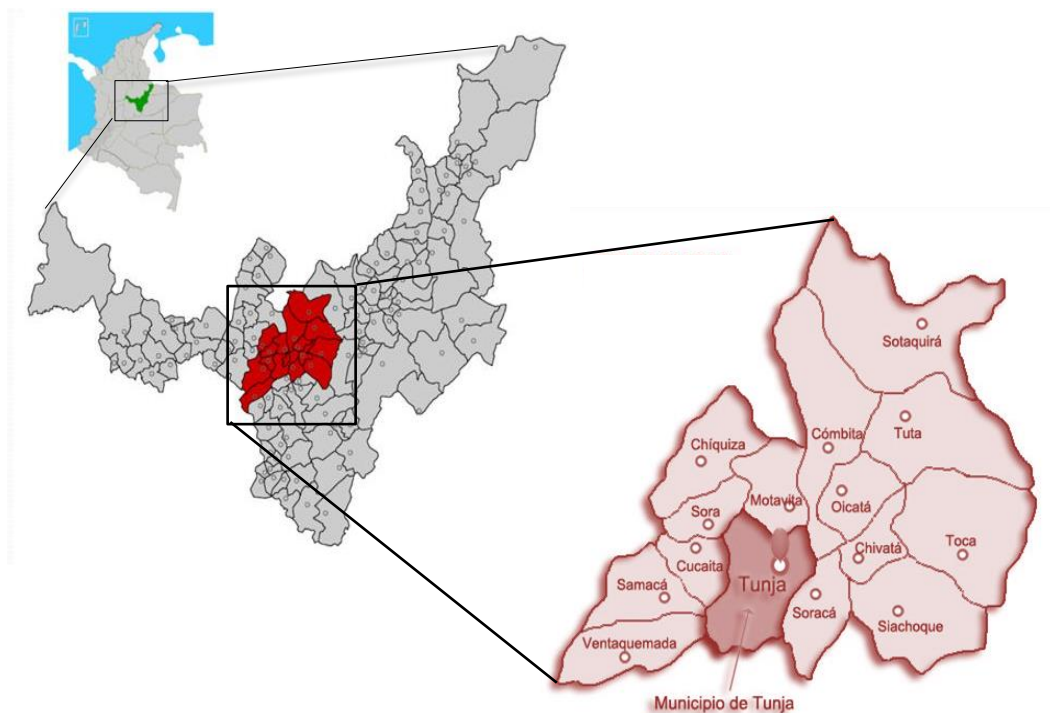 Sotaquirá
Tuta
Cómbita
Chíquiza
Motavita
Oicatá
Sora
Chivatá
Toca
Cucaita
Tunja
Samacá
Soracá
Siachoque
Ventaquemada
Municipio de Tunja